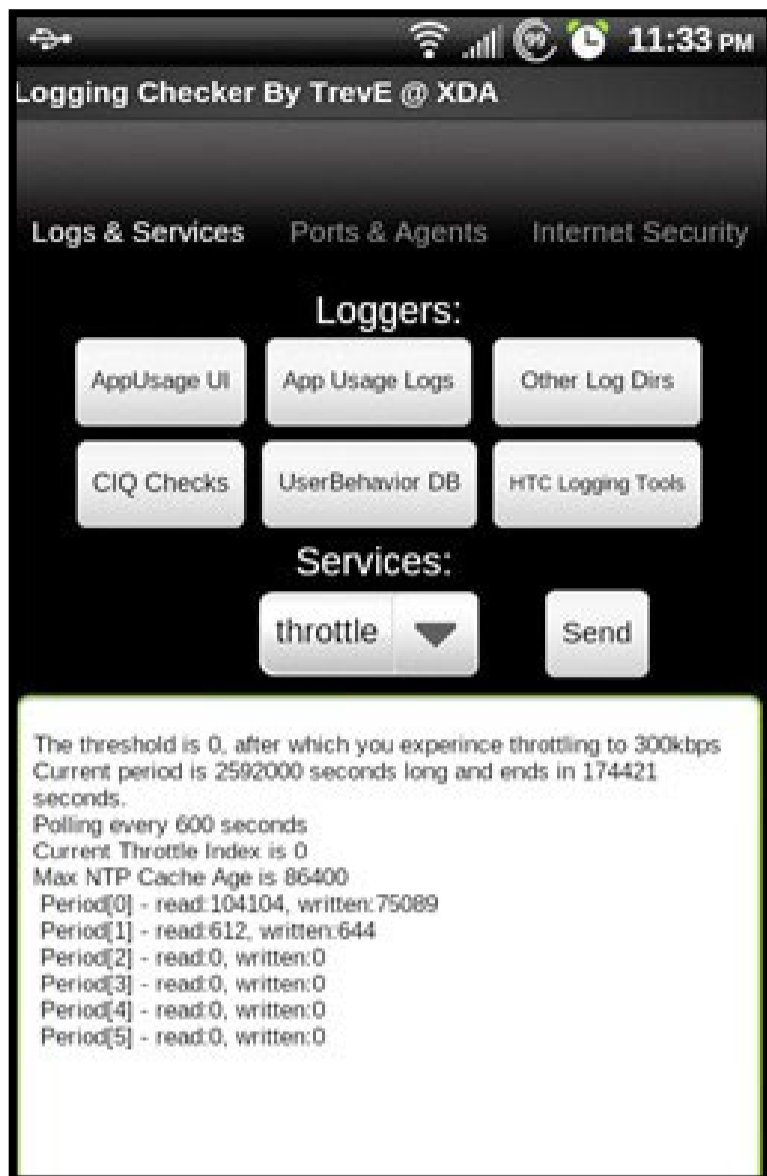 99 11:33 PM
Logging Checker By TrevE @ XDA
Logs & Services Ports & Agents Internet Security
Loggers:
AppUsage UI App Usage Logs Other Log Dirs
CIQ Checks UserBehavior DB HTC Logging Tools
Services:
throttle Send
The threshold is 0, after which you experince throttling to 300kbps
Current period is 2592000 seconds long and ends in 174421
seconds.
Polling every 600 seconds
Current Throttle Index is 0
Max NTP Cache Age is 86400
Period[0] - read:104104, written:75089
Period[1] - read:612, written:644
Period[2] - read:0, written:0
Period[3] - read:0, written:0
Period[4] - read:0, written:0
Period[5] - read:0, written:0